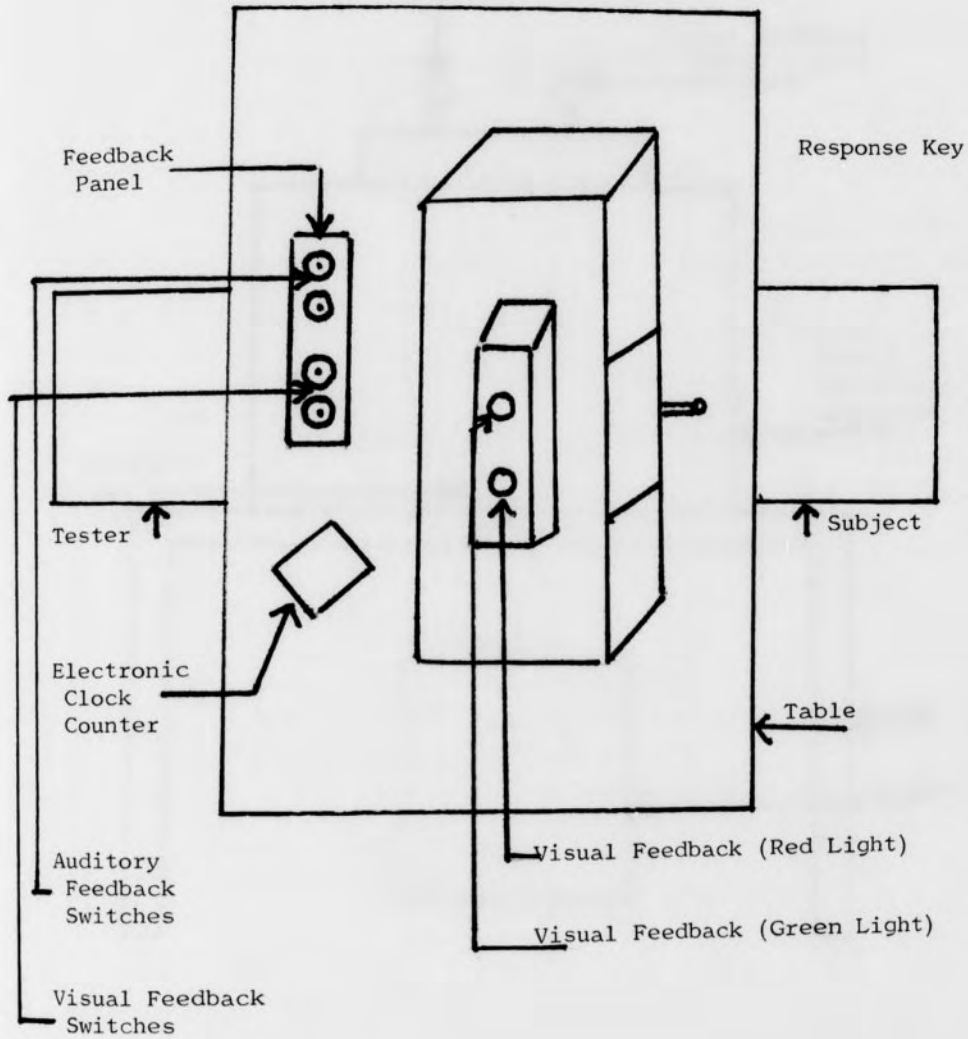 Feedback
Panel
Response Key
Tester
Subject
Electronic
Clock
Counter
Table
Visual Feedback (Red Light)
Auditory
Feedback
Switches
Visual Feedback (Green Light)
Visual Feedback
Switches